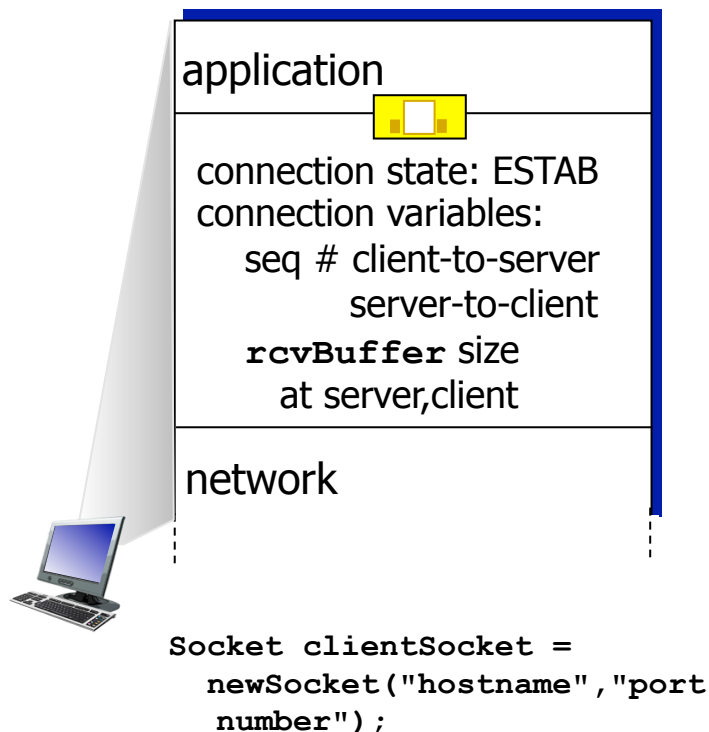 application
connection state: ESTAB
connection variables:
seq # client-to-server
server-to-client
rcvBuffer size
at server,client
network
Socket clientSocket =
newSocket("hostname","port
number");